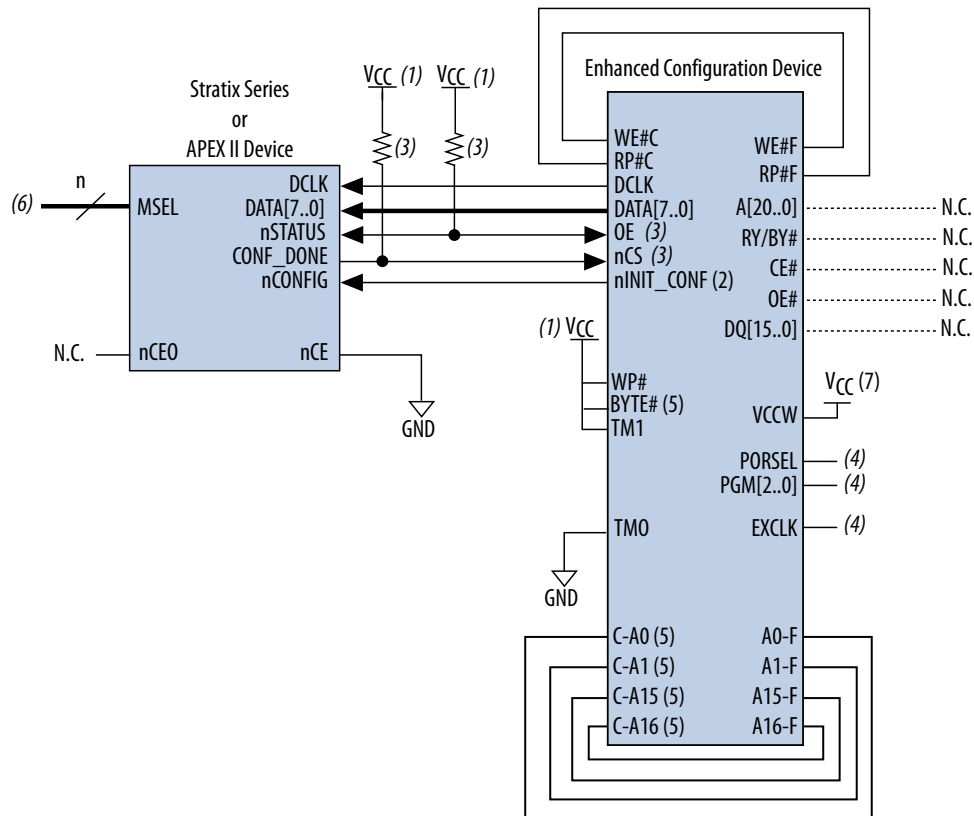 Stratix Series
or
APEX II Device
VCC (1)
VCC (1)
(3)
(3)
n
(6)
MSEL
DCLK
DATA[7..0]
nSTATUS
CONF_DONE
nCONFIG
N.C.
nCEO
nCE
GND
Enhanced Configuration Device
WE#C
RP#C
DCLK
DATA[7..0]
OE (3)
nCS (3)
nINIT_CONF (2)
(1) VCC
WP#
BYTE# (5)
TM1
TM0
GND
C-A0 (5)
C-A1 (5)
C-A15 (5)
C-A16 (5)
WE#F
RP#F
A[20..0]
N.C.
RY/BY#
N.C.
CE#
N.C.
OE#
N.C.
DQ[15..0]
N.C.
VCC (7)
VCCW
PORSEL
(4)
PGM[2..0]
(4)
EXCLK
(4)
A0-F
A1-F
A15-F
A16-F